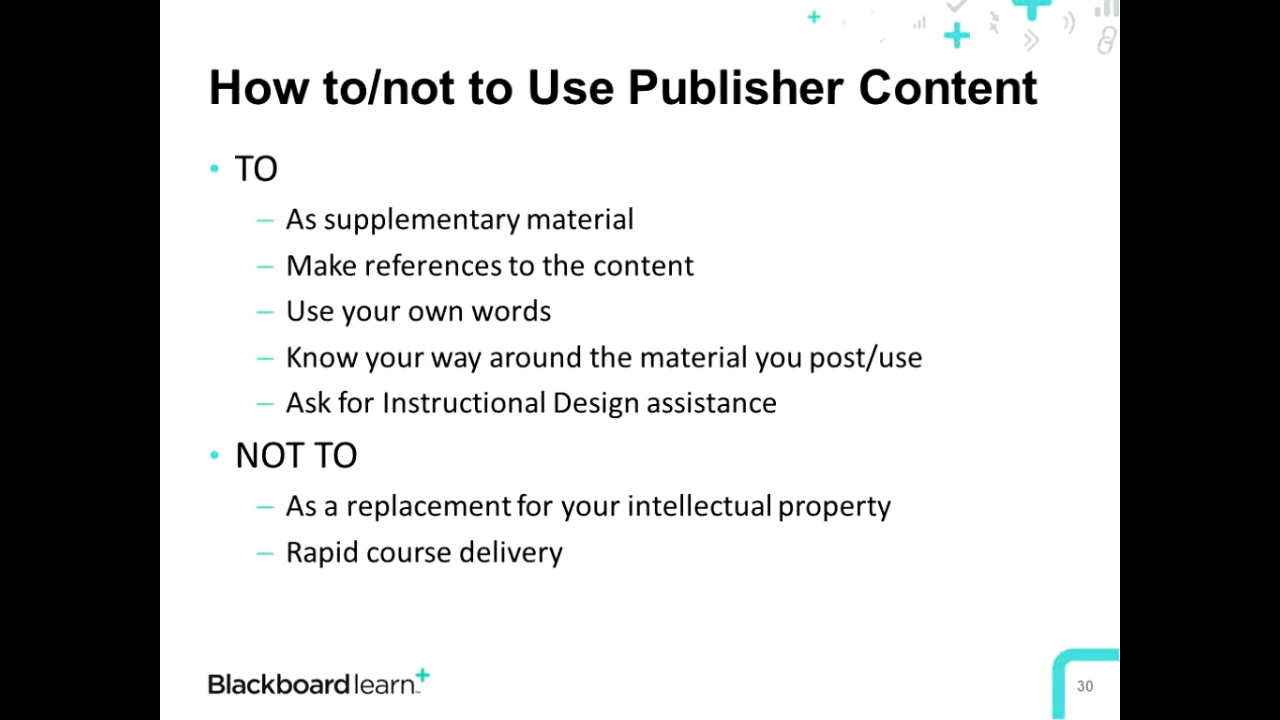 How to/not to Use Publisher Content
• TO
– As supplementary material
– Make references to the content
– Use your own words
– Know your way around the material you post/use
– Ask for Instructional Design assistance
• NOT TO
– As a replacement for your intellectual property
– Rapid course delivery
Blackboard learn+
30